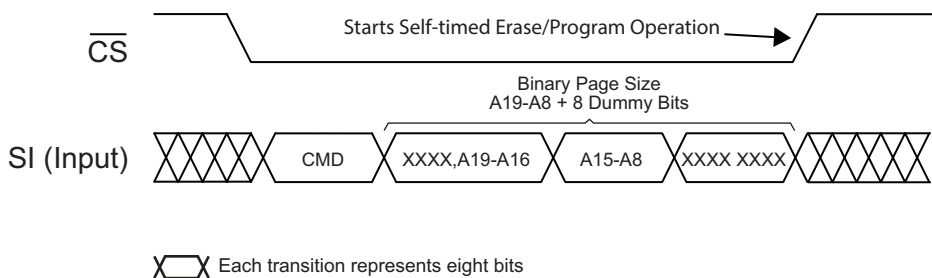 Starts Self-timed Erase/Program Operation
CS
Binary Page Size
A19-A8 + 8 Dummy Bits
SI (Input)
CMD
XXXX,A19-A16
A15-A8
XXXX XXXX
Each transition represents eight bits